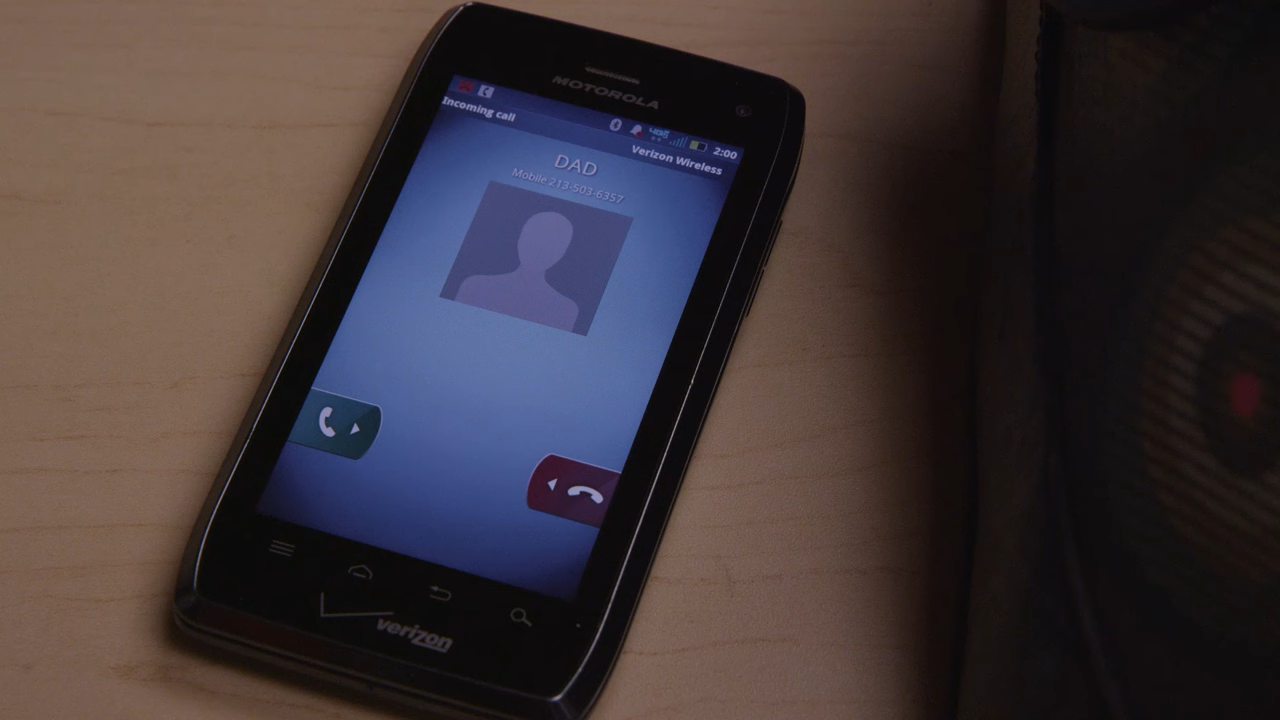 MOTOROLA
Incoming call
2:00
Verizon Wireless
DAD
Mobile 213-503-6357
verizon